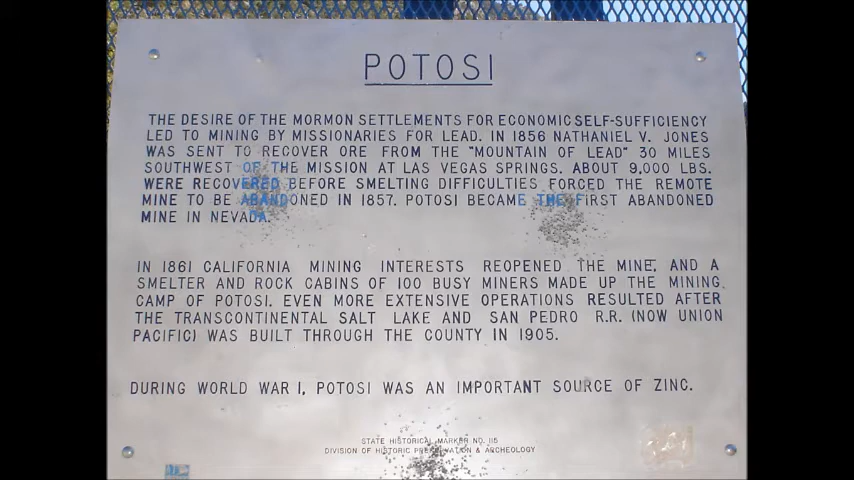 POTOSI
THE DESIRE OF THE MORMON SETTLEMENTS FOR ECONOMIC SELF-SUFFICIENCY
LED TO MINING BY MISSIONARIES FOR LEAD. IN 1856 NATHANIEL V. JONES
WAS SENT TO RECOVER ORE FROM THE "MOUNTAIN OF LEAD" 30 MILES
SOUTHWEST OF THE MISSION AT LAS VEGAS SPRINGS. ABOUT 9,000 LBS.
WERE RECOVERED BEFORE SMELTING DIFFICULTIES FORCED THE REMOTE
MINE TO BE ABANDONED IN 1857. POTOSI BECAME THE FIRST ABANDONED
MINE IN NEVADA.
IN 1861 CALIFORNIA MINING INTERESTS REOPENED THE MINE, AND A
SMELTER AND ROCK CABINS OF 100 BUSY MINERS MADE UP THE MINING
CAMP OF POTOSI. EVEN MORE EXTENSIVE OPERATIONS RESULTED AFTER
THE TRANSCONTINENTAL SALT LAKE AND SAN PEDRO R.R. (NOW UNION
PACIFIC) WAS BUILT THROUGH THE COUNTY IN 1905.
DURING WORLD WAR I, POTOSI WAS AN IMPORTANT SOURCE OF ZINC.
STATE HISTORICAL MARKER NO. 115
DIVISION OF HISTORIC PRESERVATION & ARCHEOLOGY